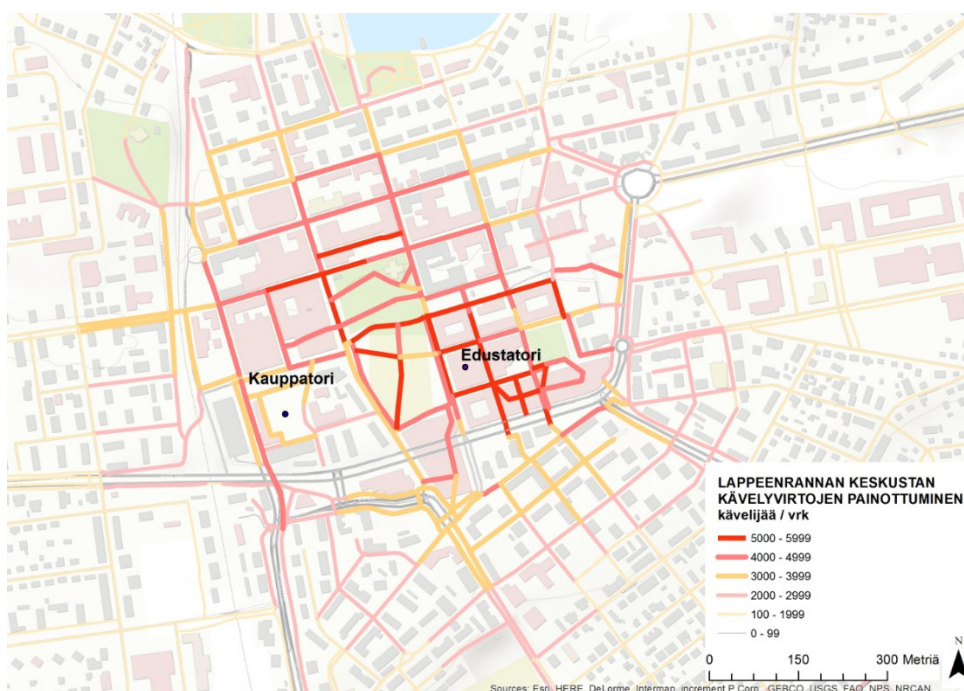 Kauppatori
Edustatori
LAPPEENRANNAN KESKUSTAN
KÄVELYVIRTOJEN PAINOTTUMINEN
kävelijää / vrk
5000 - 5999
4000 - 4999
3000 - 3999
2000 - 2999
100 - 1999
0 - 99
N
0 150 300 Metriä
Sources: Esri, HERE, DeLorme, Intermap, increment P Corp., GEBCO, USGS, FAO, NPS, NRCAN,